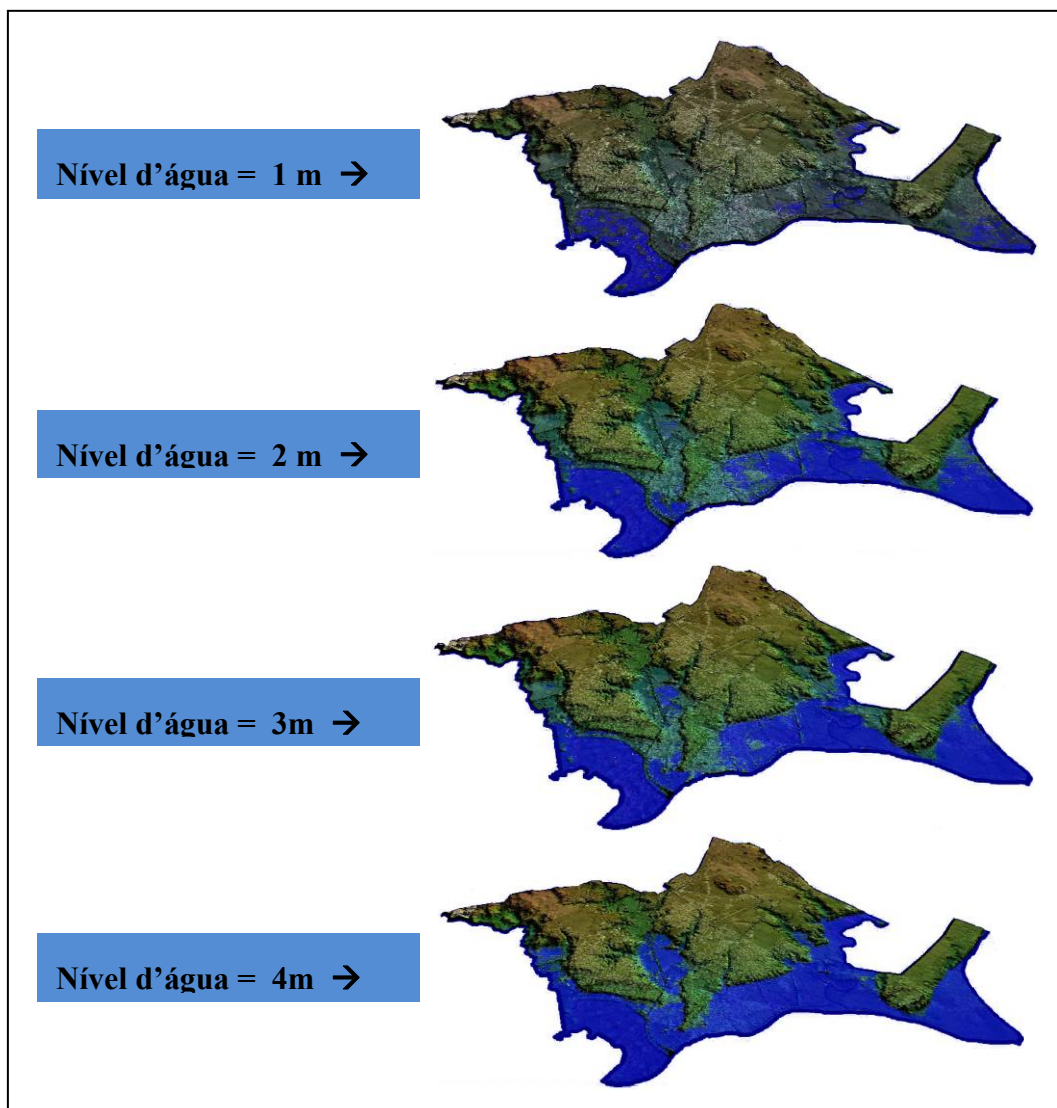 Nível d’água = 1 m →
Nível d’água = 2 m →
Nível d’água = 3m →
Nível d’água = 4m →